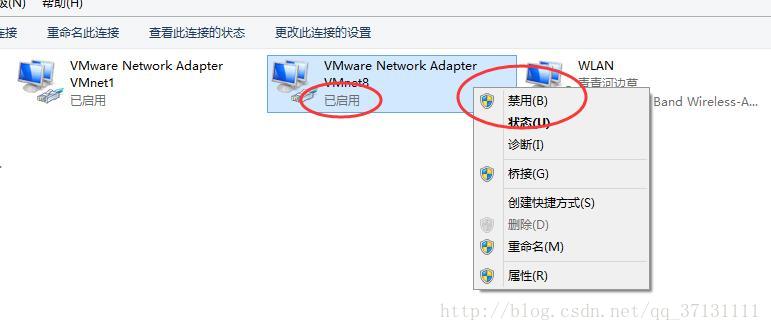 级(N) 帮助(H)
连接 重命名此连接 查看此连接的状态 更改此连接的设置
VMware Network Adapter
VMnet1
已启用
VMware Network Adapter
VMnet8
已启用
WLAN
青青河边草
Band Wireless-A...
禁用(B)
状态(U)
诊断(I)
桥接(G)
创建快捷方式(S)
删除(D)
重命名(M)
属性(R)
http://blog.csdn.net/qq_37131111